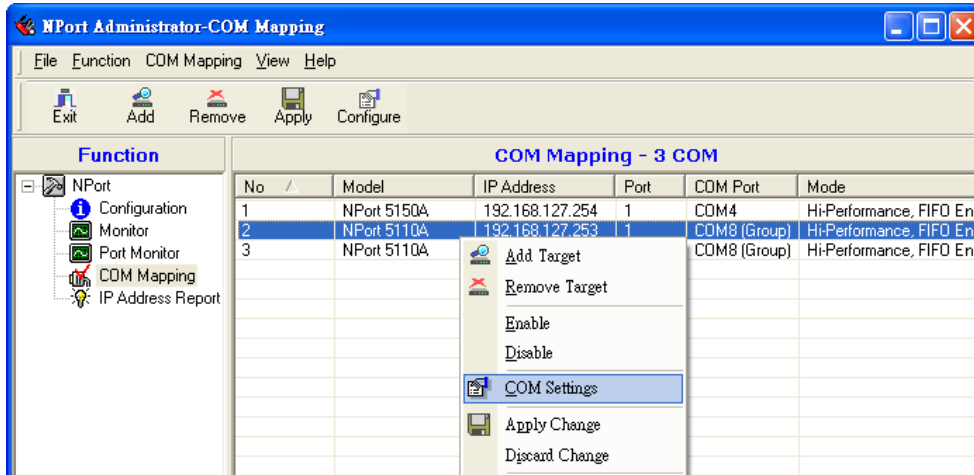 NPort Administrator-COM Mapping
File Function COM Mapping View Help
Exit Add Remove Apply Configure
Function
COM Mapping - 3 COM
NPort
Configuration
Monitor
Port Monitor
COM Mapping
IP Address Report
No Model IP Address Port COM Port Mode
1 NPort 5150A 192.168.127.254 1 COM4 Hi-Performance, FIFO En
2 NPort 5110A 192.168.127.253 1 COM8 (Group) Hi-Performance, FIFO En
3 NPort 5110A COM8 (Group) Hi-Performance, FIFO En
Add Target
Remove Target
Enable
Disable
COM Settings
Apply Change
Discard Change